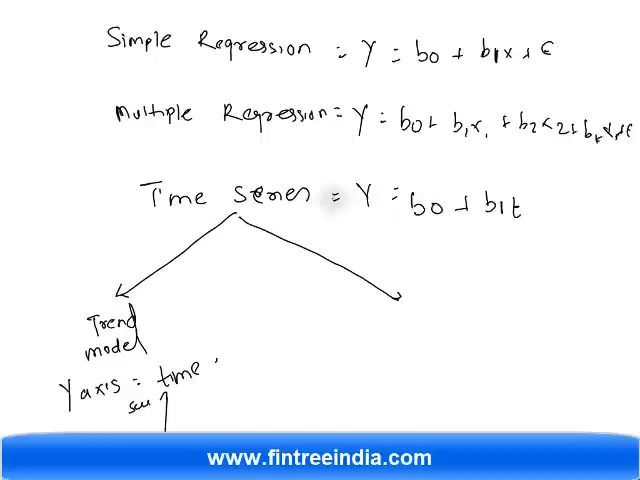 Simple Regression = Y = b0 + b1x + ε
Multiple Regression = Y = b0 + b1x1 + b2x2 +
Time series = Y = b0 + b1t
Trend
model
Y axis = time
www.fintreeindia.com